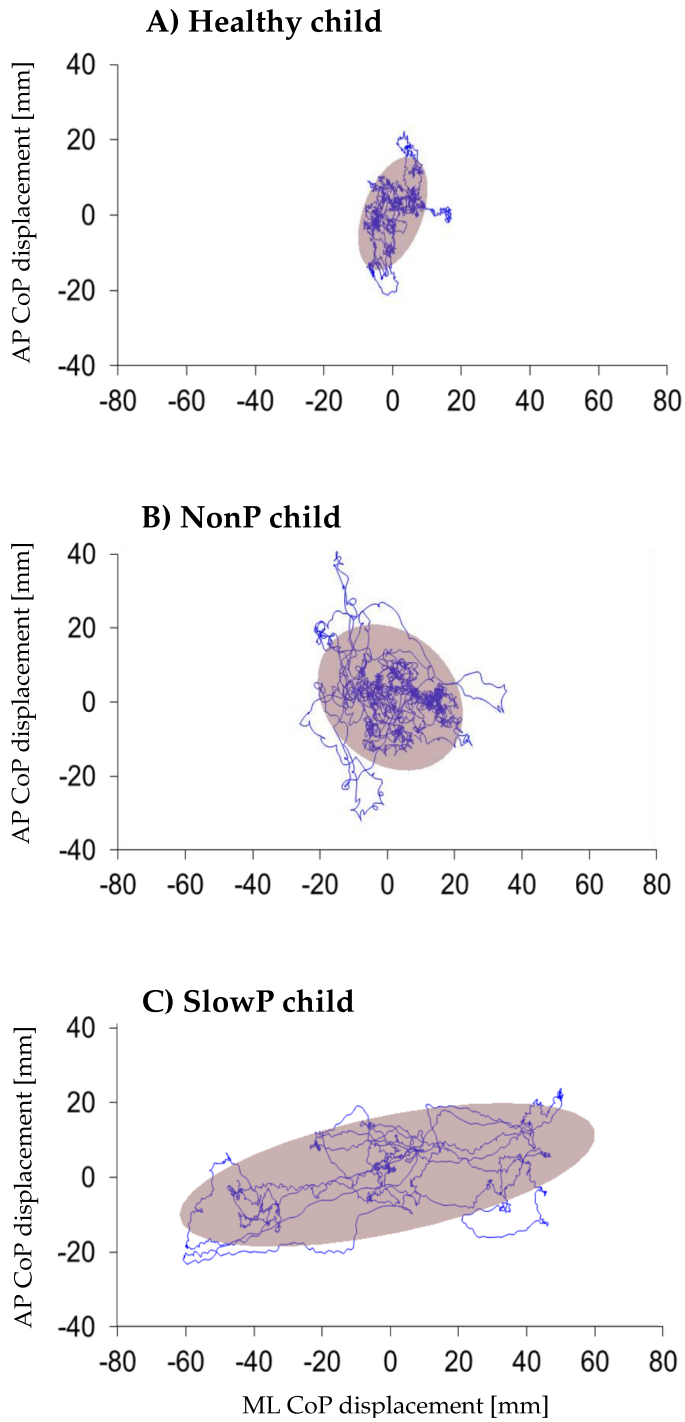 A) Healthy child
AP CoP displacement [mm]
40
20
0
-20
-40
-80 -60 -40 -20 0 20 40 60 80
B) NonP child
AP CoP displacement [mm]
40
20
0
-20
-40
-80 -60 -40 -20 0 20 40 60 80
C) SlowP child
AP CoP displacement [mm]
40
20
0
-20
-40
-80 -60 -40 -20 0 20 40 60 80
ML CoP displacement [mm]